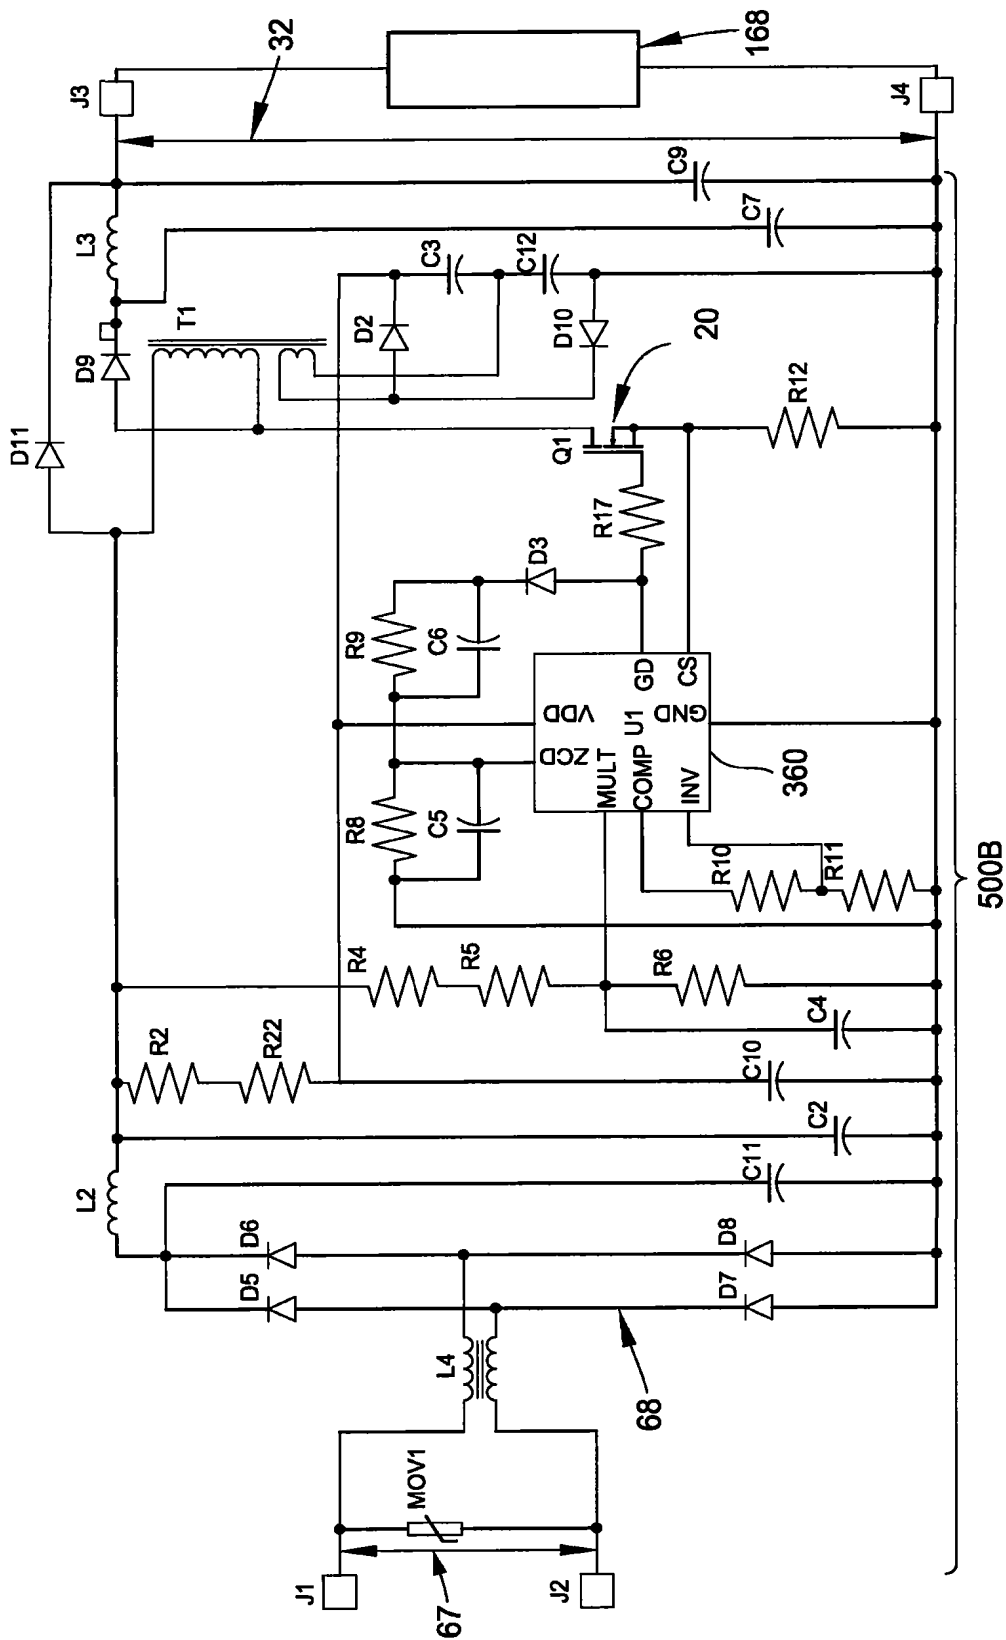 J1
J2
67
MOV1
L4
68
D5
D6
D7
D8
L2
C11
C2
R2
R22
C10
C4
R4
R5
R6
R8
C5
R9
C6
D3
R10
R11
MULT
COMP
INV
ZCD
VDD
U1
GND
GD
CS
360
R17
Q1
20
R12
D11
D9
T1
L3
D2
C3
C12
D10
C7
C9
J3
J4
32
168
500B